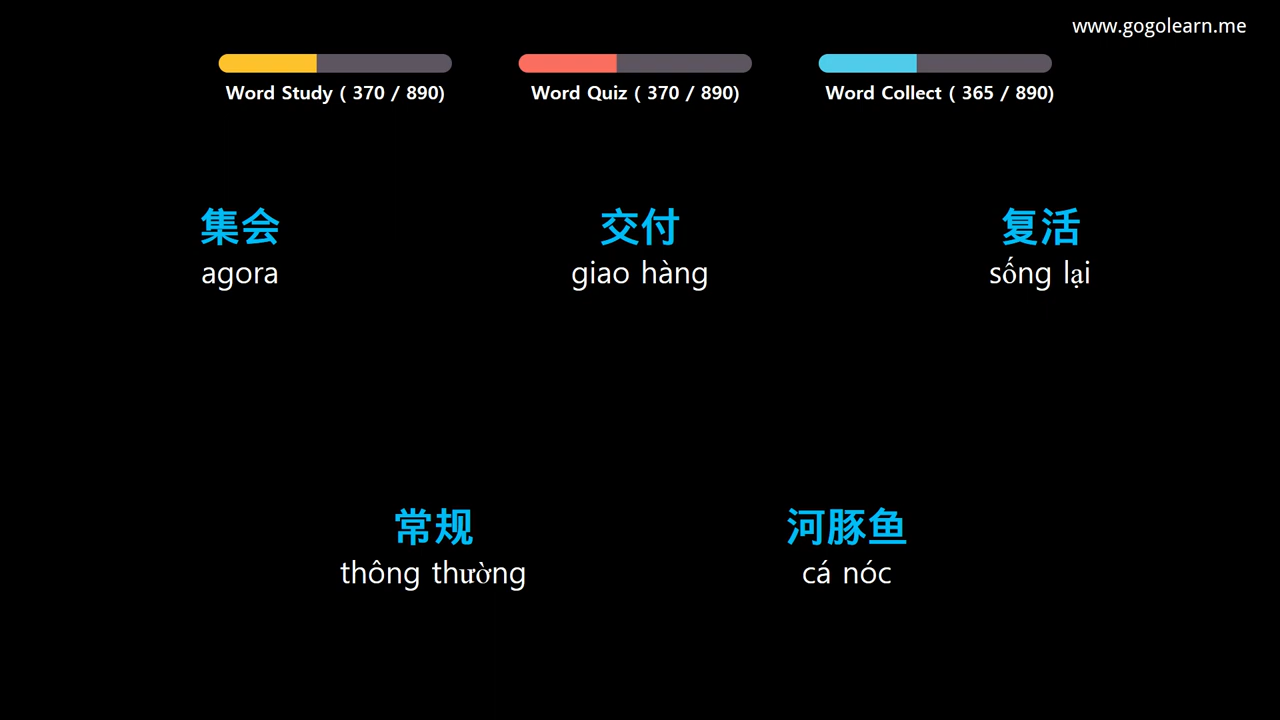 www.gogolearn.me
Word Study ( 370 / 890)
Word Quiz ( 370 / 890)
Word Collect ( 365 / 890)
集会
agora
交付
giao hàng
复活
sống lại
常规
thông thường
河豚鱼
cá nóc